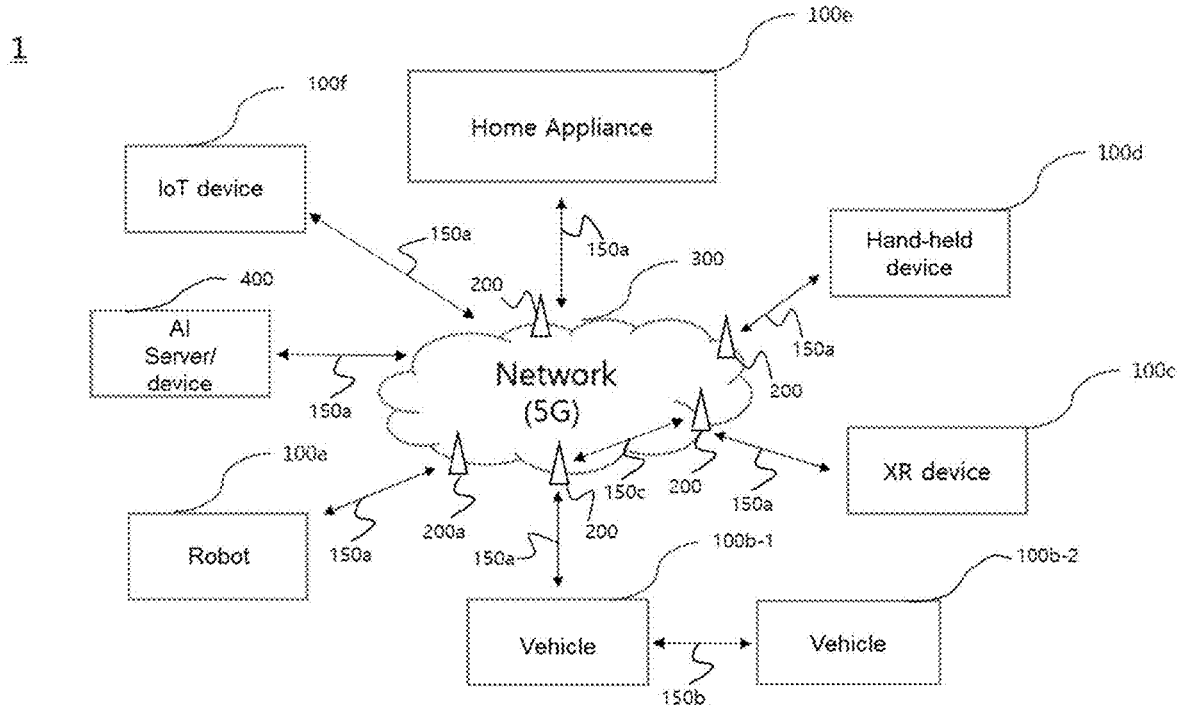 1
100e
100f
Home Appliance
IoT device
100d
Hand-held
device
150a
150a
400
200
300
AI
Server/
device
150a
150a
Network
(5G)
200
100c
XR device
100a
200a
150c
200
150a
Robot
150a
150a
200
100b-1
100b-2
Vehicle
Vehicle
150b